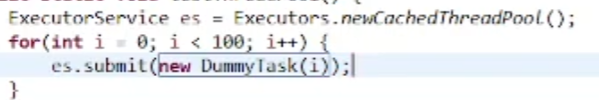 ExecutorService es = Executors.newCachedThreadPool();
for(int i = 0; i < 100; i++) {
es.submit(new DummyTask(i));
}